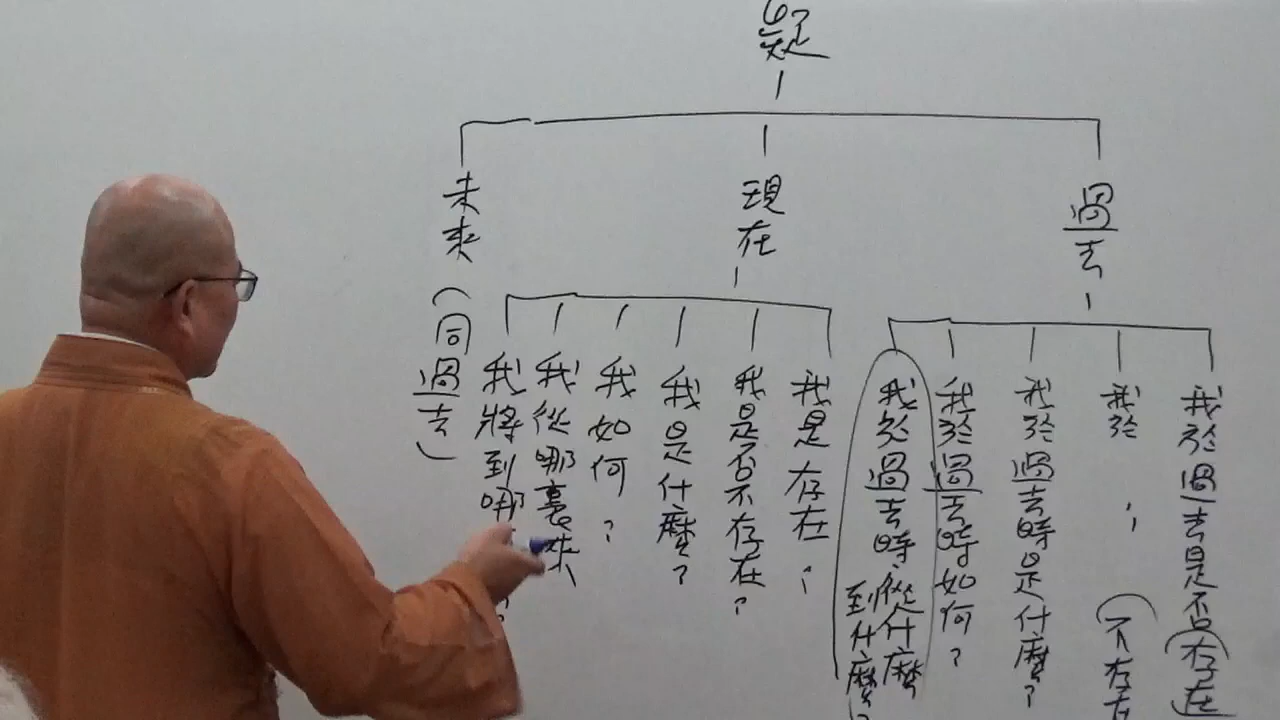 疑
過去
現在
未來（同過去）
我於過去是否（存在
我於 〃 （不存在
我於過去時是什麼？
我於過去時如何？
我於過去時，從什麼
到什麼？
我是存在？
我是否不存在？
我是什麼？
我如何？
我從哪裏來
我將到哪？